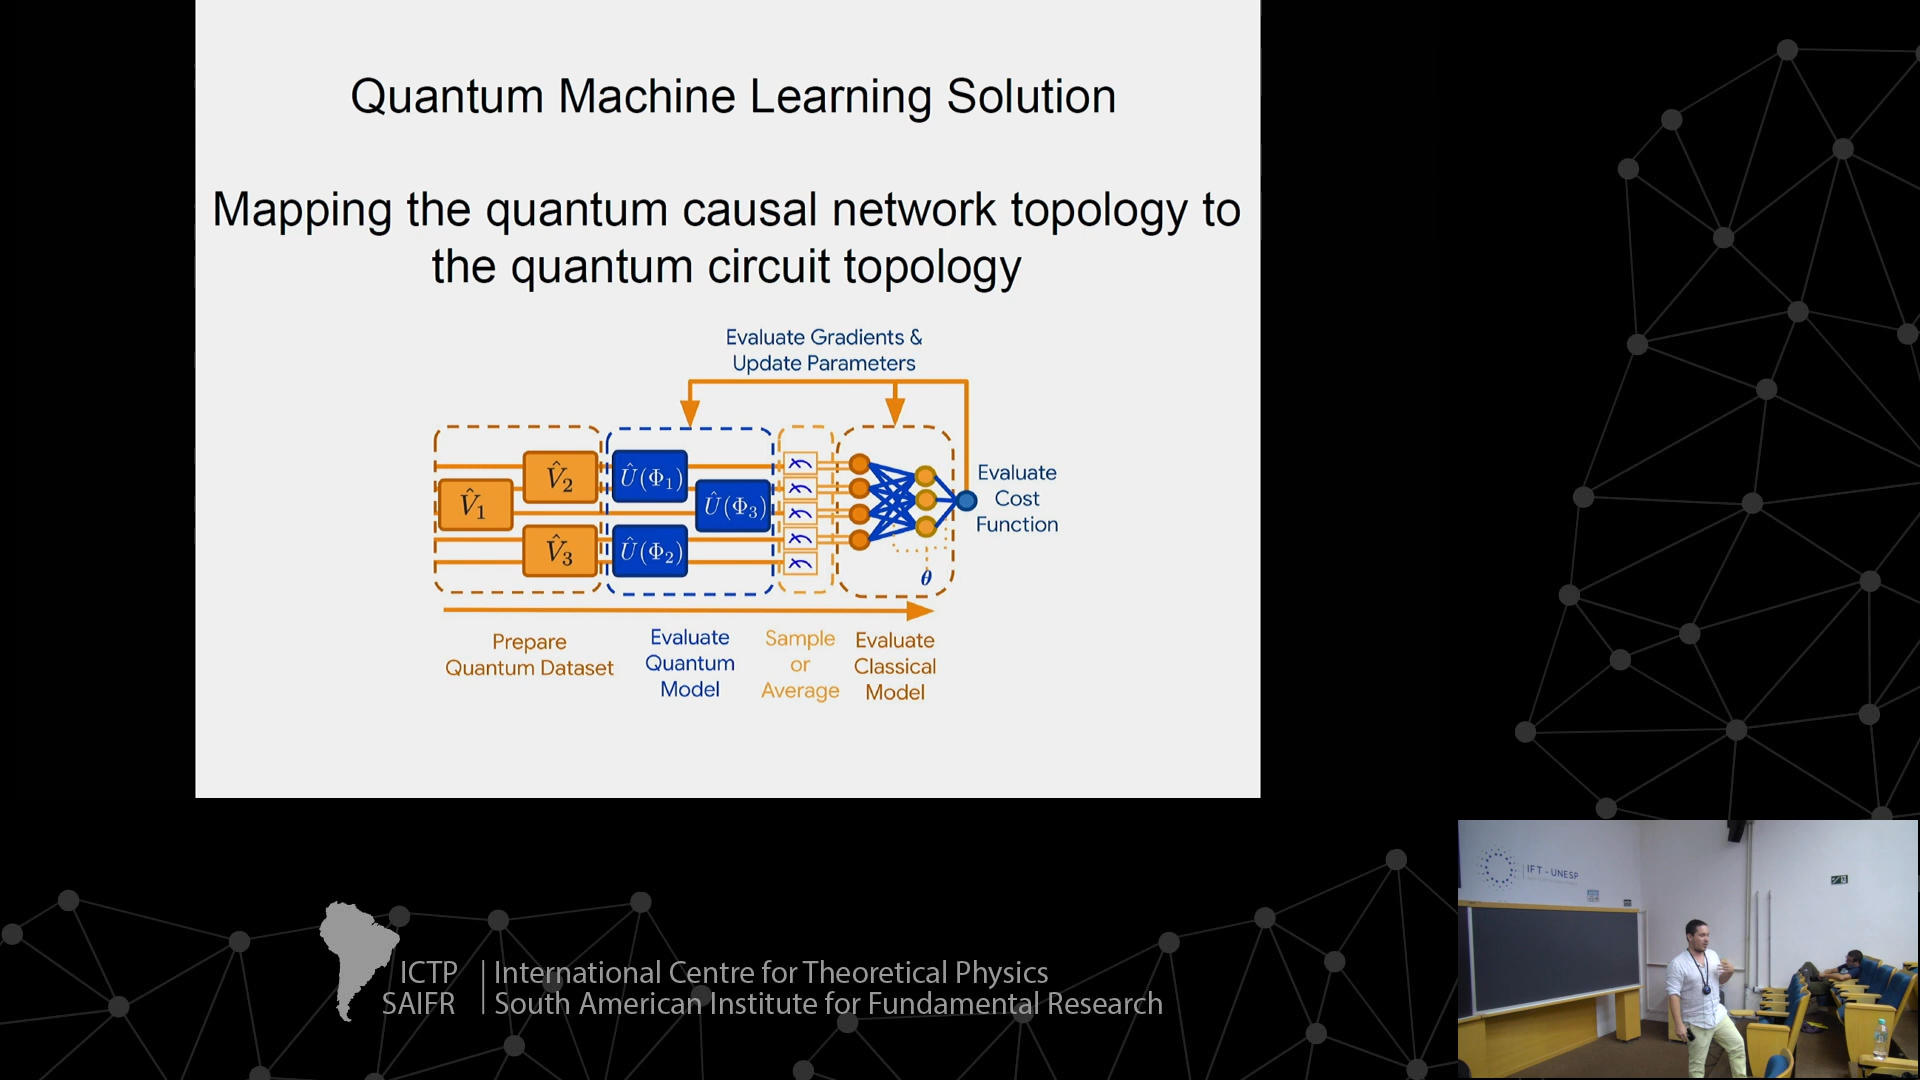 Quantum Machine Learning Solution
Mapping the quantum causal network topology to
the quantum circuit topology
Evaluate Gradients &
Update Parameters
V̂₁
V̂₂
V̂₃
Û(Φ₁)
Û(Φ₂)
Û(Φ₃)
θ
Evaluate
Cost
Function
Prepare
Quantum Dataset
Evaluate
Quantum
Model
Sample
or
Average
Evaluate
Classical
Model
IFT - UNESP
ICTP
SAIFR
International Centre for Theoretical Physics
South American Institute for Fundamental Research